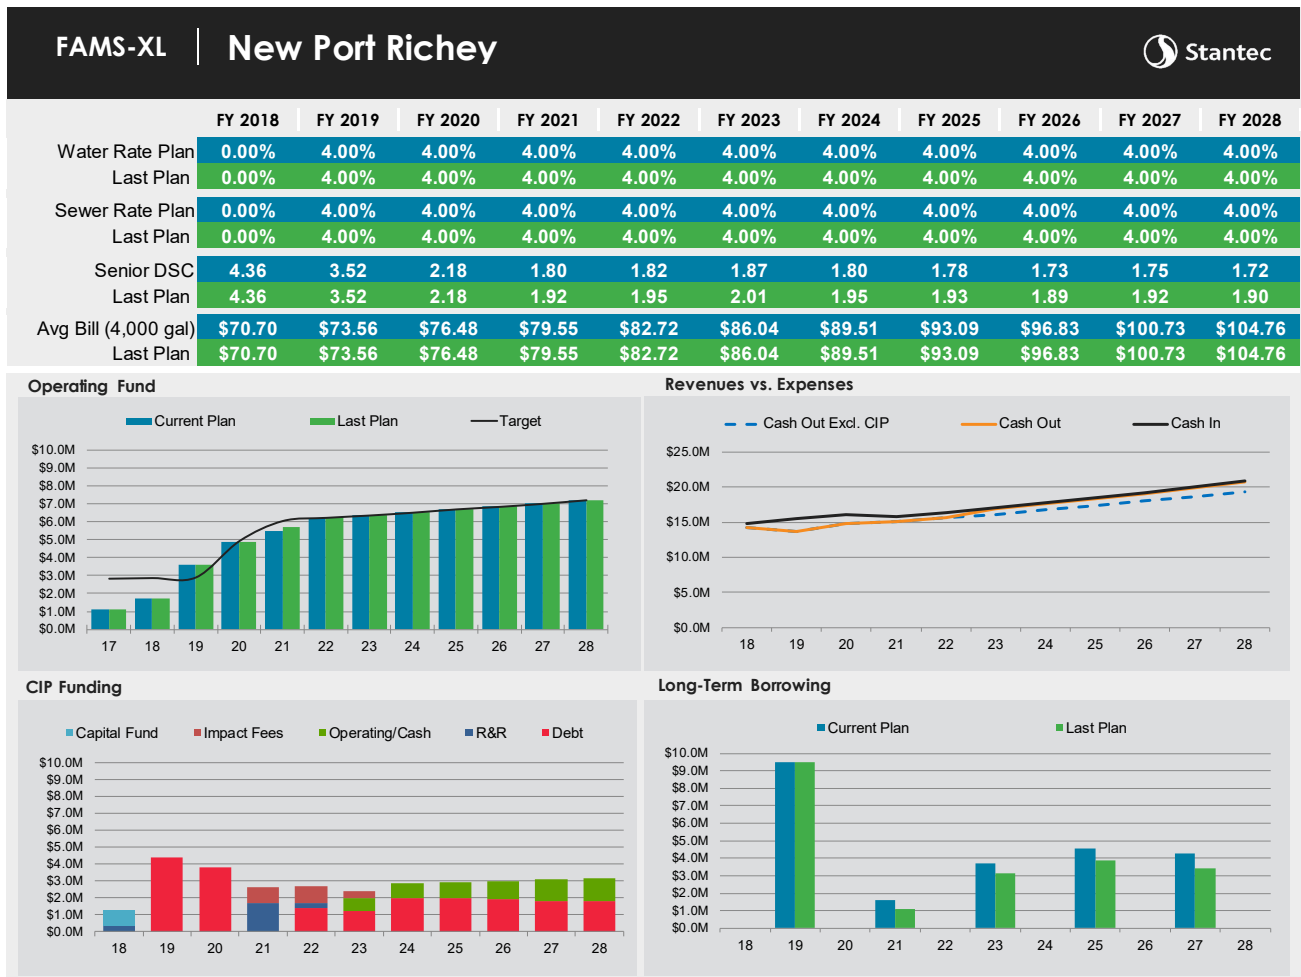 FAMS-XL New Port Richey Stantec
FY 2018 FY 2019 FY 2020 FY 2021 FY 2022 FY 2023 FY 2024 FY 2025 FY 2026 FY 2027 FY 2028
Water Rate Plan 0.00% 4.00% 4.00% 4.00% 4.00% 4.00% 4.00% 4.00% 4.00% 4.00% 4.00%
Last Plan 0.00% 4.00% 4.00% 4.00% 4.00% 4.00% 4.00% 4.00% 4.00% 4.00% 4.00%
Sewer Rate Plan 0.00% 4.00% 4.00% 4.00% 4.00% 4.00% 4.00% 4.00% 4.00% 4.00% 4.00%
Last Plan 0.00% 4.00% 4.00% 4.00% 4.00% 4.00% 4.00% 4.00% 4.00% 4.00% 4.00%
Senior DSC 4.36 3.52 2.18 1.80 1.82 1.87 1.80 1.78 1.73 1.75 1.72
Last Plan 4.36 3.52 2.18 1.92 1.95 2.01 1.95 1.93 1.89 1.92 1.90
Avg Bill (4,000 gal) $70.70 $73.56 $76.48 $79.55 $82.72 $86.04 $89.51 $93.09 $96.83 $100.73 $104.76
Last Plan $70.70 $73.56 $76.48 $79.55 $82.72 $86.04 $89.51 $93.09 $96.83 $100.73 $104.76
Operating Fund
Current Plan Last Plan Target
$10.0M
$9.0M
$8.0M
$7.0M
$6.0M
$5.0M
$4.0M
$3.0M
$2.0M
$1.0M
$0.0M
17 18 19 20 21 22 23 24 25 26 27 28
Revenues vs. Expenses
Cash Out Excl. CIP Cash Out Cash In
$25.0M
$20.0M
$15.0M
$10.0M
$5.0M
$0.0M
18 19 20 21 22 23 24 25 26 27 28
CIP Funding
Capital Fund Impact Fees Operating/Cash R&R Debt
$10.0M
$9.0M
$8.0M
$7.0M
$6.0M
$5.0M
$4.0M
$3.0M
$2.0M
$1.0M
$0.0M
18 19 20 21 22 23 24 25 26 27 28
Long-Term Borrowing
Current Plan Last Plan
$10.0M
$9.0M
$8.0M
$7.0M
$6.0M
$5.0M
$4.0M
$3.0M
$2.0M
$1.0M
$0.0M
18 19 20 21 22 23 24 25 26 27 28